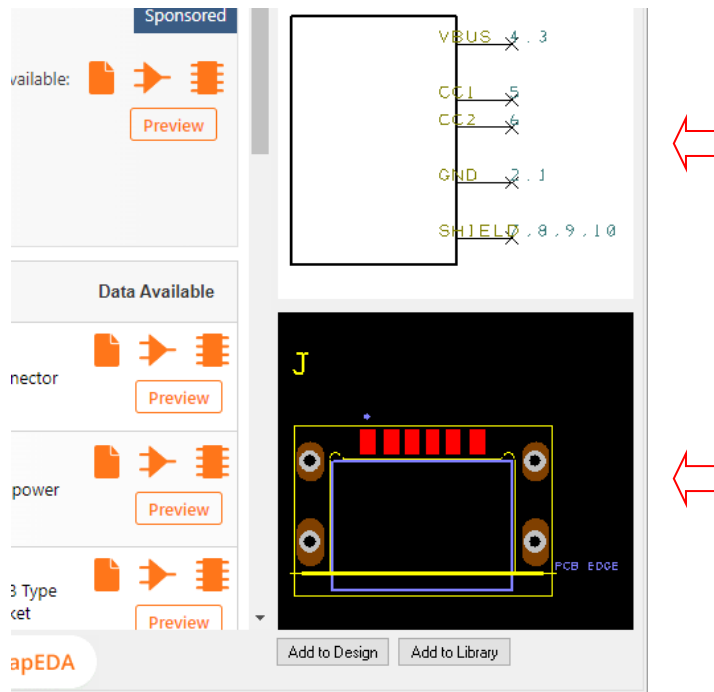 Sponsored
vailable:
Preview
Data Available
nector
Preview
power
Preview
B Type
ket
Preview
apEDA
VBUS 4,3
CC1 5
CC2 6
GND 2,1
SHIELD 7,8,9,10
J
PCB EDGE
Add to Design
Add to Library